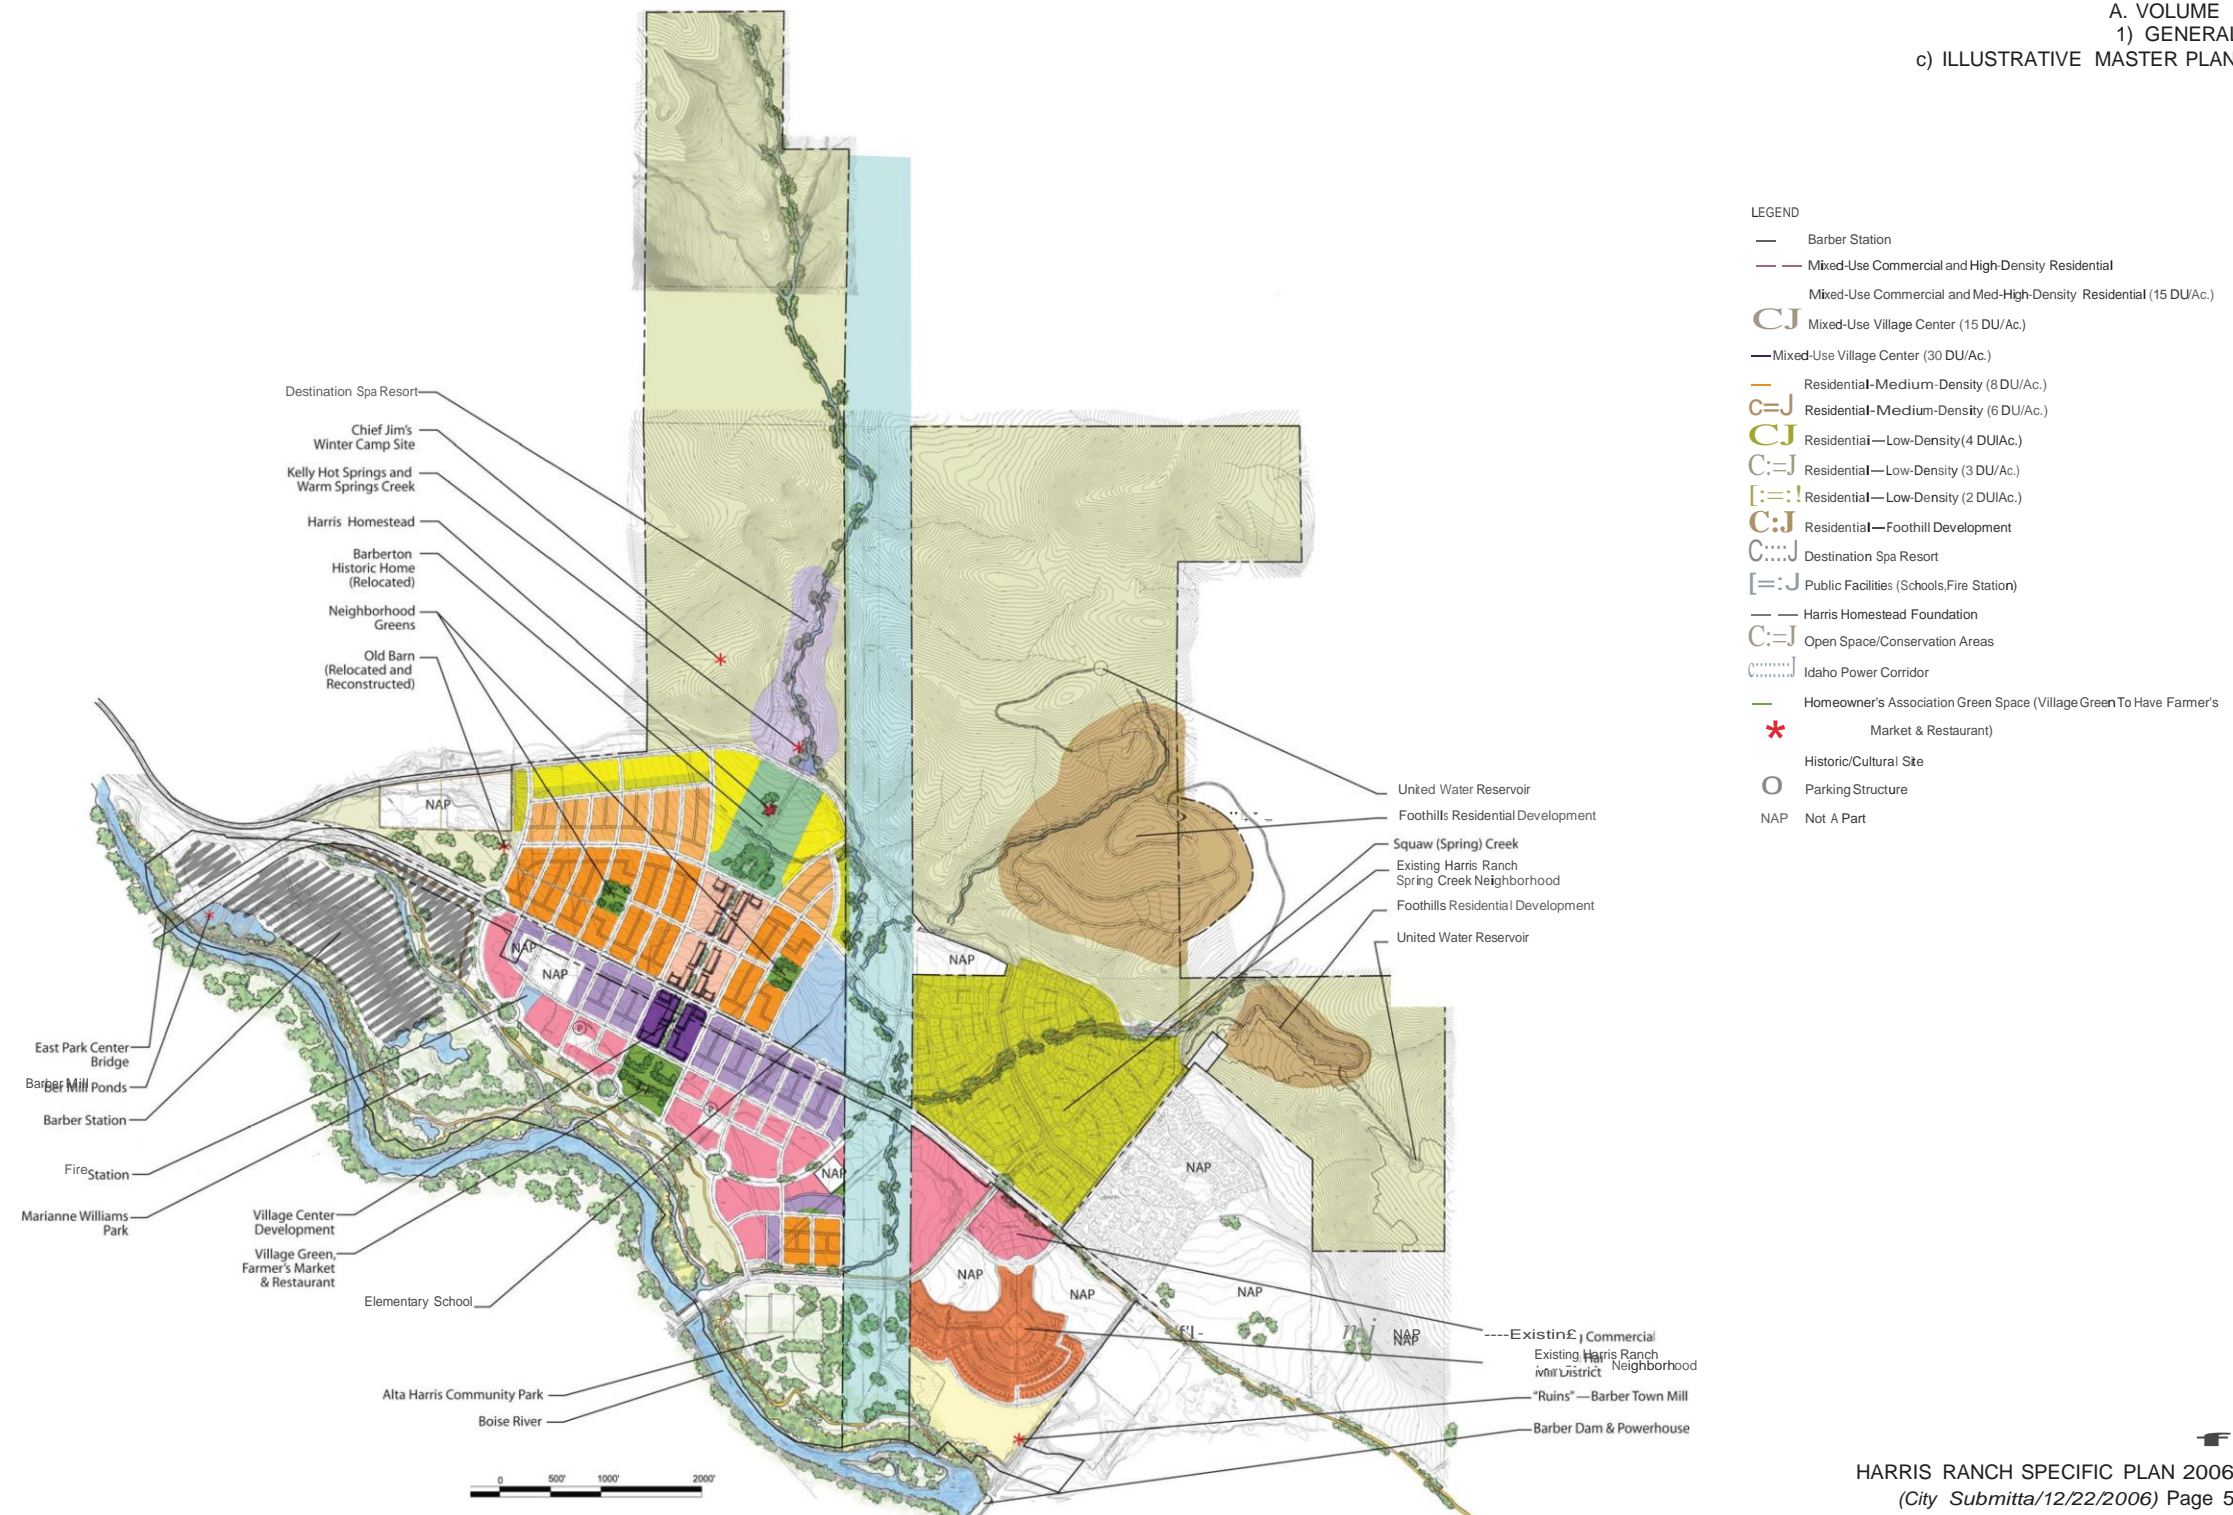 A. VOLUME
1) GENERAL
c) ILLUSTRATIVE MASTER PLAN
LEGEND
Barber Station
Mixed-Use Commercial and High-Density Residential
Mixed-Use Commercial and Med-High-Density Residential (15 DU/Ac.)
Mixed-Use Village Center (15 DU/Ac.)
Mixed-Use Village Center (30 DU/Ac.)
Residential-Medium-Density (8 DU/Ac.)
Residential-Medium-Density (6 DU/Ac.)
Residentiai—Low-Density(4 DUIAc.)
Residential—Low-Density (3 DU/Ac.)
Residential—Low-Density (2 DUIAc.)
Residential—Foothill Development
Destination Spa Resort
Public Facilities (Schools,Fire Station)
Harris Homestead Foundation
Open Space/Conservation Areas
Idaho Power Corridor
Homeowner's Association Green Space (Village Green To Have Farmer's
Market & Restaurant)
Historic/Cultural Site
Parking Structure
NAP Not A Part
Destination Spa Resort
Chief Jim's
Winter Camp Site
Kelly Hot Springs and
Warm Springs Creek
Harris Homestead
Barberton
Historic Home
(Relocated)
Neighborhood
Greens
Old Barn
(Relocated and
Reconstructed)
NAP
NAP
NAP
NAP
NAP
NAP
NAP
NAP
NAP
NAP
NAP
P
P
United Water Reservoir
Foothills Residential Development
Squaw (Spring) Creek
Existing Harris Ranch
Spring Creek Neighborhood
Foothills Residential Development
United Water Reservoir
East Park Center
Bridge
Barber Mill Ponds
Barber Station
Fire Station
Marianne Williams
Park
Village Center
Development
Village Green,
Farmer's Market
& Restaurant
Elementary School
Alta Harris Community Park
Boise River
Commercial
Existing Harris Ranch
Mill District Neighborhood
"Ruins"—Barber Town Mill
Barber Dam & Powerhouse
0 500' 1000' 2000'
HARRIS RANCH SPECIFIC PLAN 2006
(City Submitta/12/22/2006) Page 5